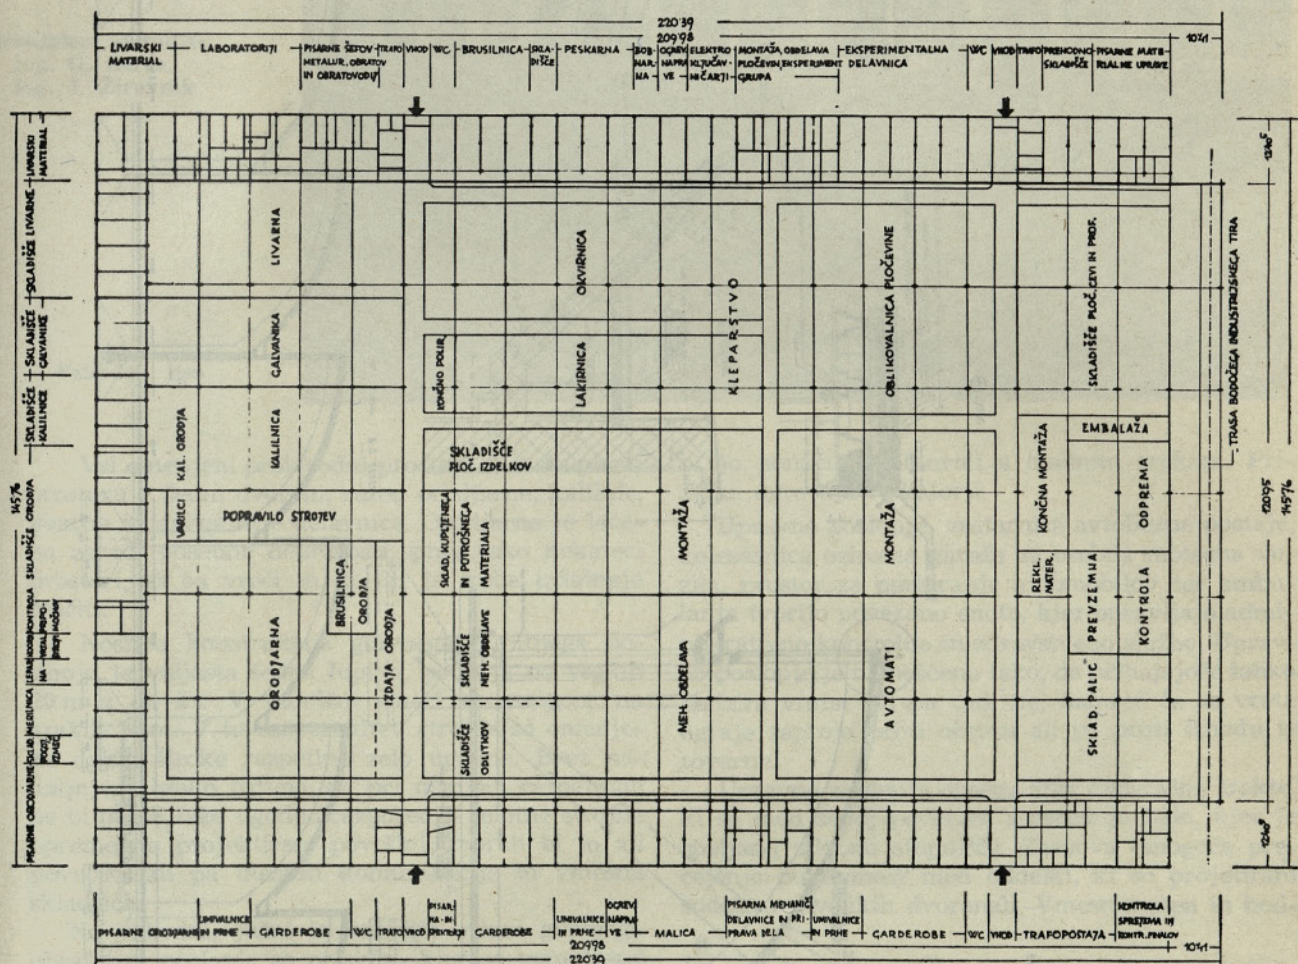 22039
20998
LIVARSKI MATERIAL
LABORATORIJI
PISARNE ŠEFOV METALUR. OBRATOV IN OBRATOVODIJ
TRAFO
VHOD
WC
BRUSILNICA
SKLADIŠČE
PESKARNA
BOBNARNA
OGREV NAPRAVE
ELEKTRO KLJUČAVNIČARJI
MONTAŽA, OBDELAVA PLOČEVIN, EKSPERIMENT GRUPA
EKSPERIMENTALNA DELAVNICA
WC
VHOD
TRAFO
PREHODNO SKLADIŠČE
PISARNE MATERIALNE UPRAVE
1041
14576
LIVARSKI MATERIAL
SKLADIŠČE LIVARNE
SKLADIŠČE GALVANIKE
SKLADIŠČE KALILNICE
SKLADIŠČE ORODJA
KONTROLA
LEPARNA
MERILNICA
PISARNE ORODJARNE
LIVARNA
GALVANIKA
KALILNICA
KAL. ORODJA
VARILCI
POPRAVILO STROJEV
BRUSILNICA ORODJA
ORODJARNA
IZDAJA ORODJA
OKVIRNICA
KONČNO POLIR.
LAKIRNICA
KLEPARSTVO
OBLIKOVALNICA PLOČEVINE
SKLADIŠČE PLOČ. CEVI IN PROF.
SKLADIŠČE PLOČ. IZDELKOV
SKLAD. KUPLJENEGA IN POTROŠNEGA MATERIALA
SKLADIŠČE MEH. OBDELAVE
SKLADIŠČE ODLITKOV
MONTAŽA
MEH. OBDELAVA
MONTAŽA
AVTOMATI
KONČNA MONTAŽA
EMBALAŽA
ODPREMA
REKL. MATER.
PREVZEMNA KONTROLA
SKLAD. PALIC
TRASA BODOČEGA INDUSTRIJSKEGA TIRA
12095
14576
PISARNE ORODJARNE
UMIVALNICE IN PRHE
GARDEROBE
WC
TRAFO
VHOD
GARDEROBE
UMIVALNICE IN PRHE
OGREV NAPRAVE
MALICA
PISARNA MEHANIČ. DELAVNICE IN PRIPRAVA DELA
UMIVALNICE IN PRHE
GARDEROBE
WC
VHOD
TRAFOPOSTAJA
KONTROLA SPREJEMA IN KONTR. FINALOV
20998
1041
22039